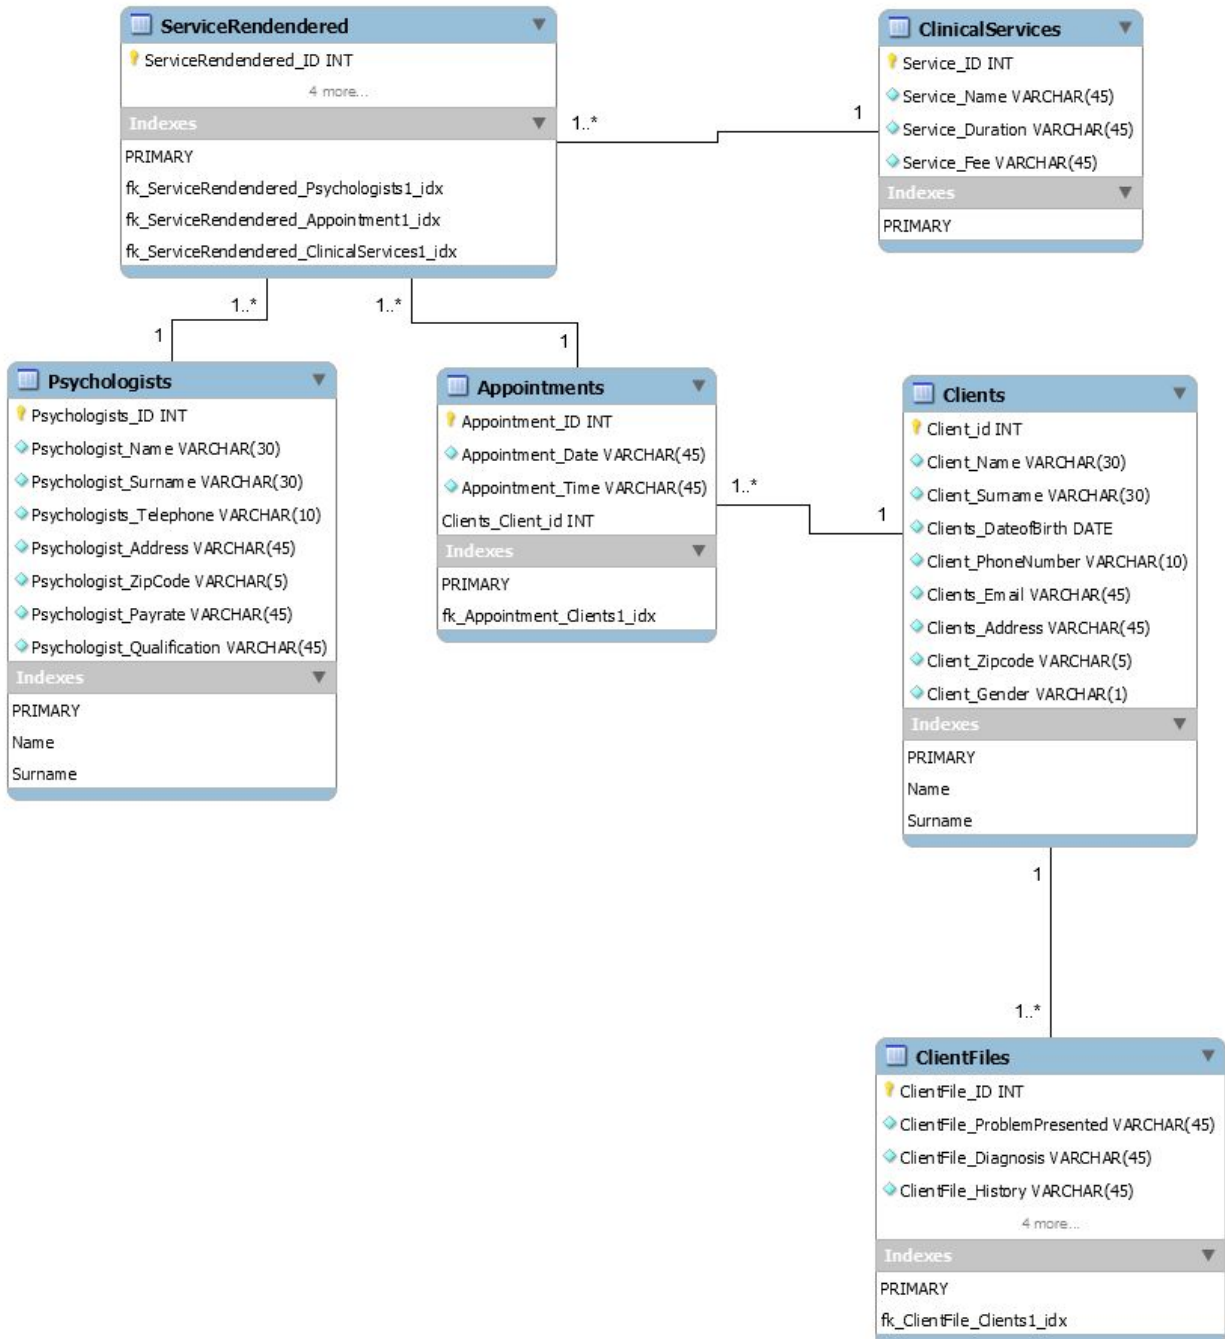 ServiceRendendered
ServiceRendendered_ID INT
4 more...
Indexes
PRIMARY
fk_ServiceRendendered_Psychologists1_idx
fk_ServiceRendendered_Appointment1_idx
fk_ServiceRendendered_ClinicalServices1_idx
1..*
1
ClinicalServices
Service_ID INT
Service_Name VARCHAR(45)
Service_Duration VARCHAR(45)
Service_Fee VARCHAR(45)
Indexes
PRIMARY
1..*
1
1..*
1
Psychologists
Psychologists_ID INT
Psychologist_Name VARCHAR(30)
Psychologist_Surname VARCHAR(30)
Psychologists_Telephone VARCHAR(10)
Psychologist_Address VARCHAR(45)
Psychologist_ZipCode VARCHAR(5)
Psychologist_Payrate VARCHAR(45)
Psychologist_Qualification VARCHAR(45)
Indexes
PRIMARY
Name
Surname
Appointments
Appointment_ID INT
Appointment_Date VARCHAR(45)
Appointment_Time VARCHAR(45)
Clients_Client_id INT
Indexes
PRIMARY
fk_Appointment_Clients1_idx
1..*
1
Clients
Client_id INT
Client_Name VARCHAR(30)
Client_Surname VARCHAR(30)
Clients_DateofBirth DATE
Client_PhoneNumber VARCHAR(10)
Clients_Email VARCHAR(45)
Clients_Address VARCHAR(45)
Client_Zipcode VARCHAR(5)
Client_Gender VARCHAR(1)
Indexes
PRIMARY
Name
Surname
1
1..*
ClientFiles
ClientFile_ID INT
ClientFile_ProblemPresented VARCHAR(45)
ClientFile_Diagnosis VARCHAR(45)
ClientFile_History VARCHAR(45)
4 more...
Indexes
PRIMARY
fk_ClientFile_Clients1_idx